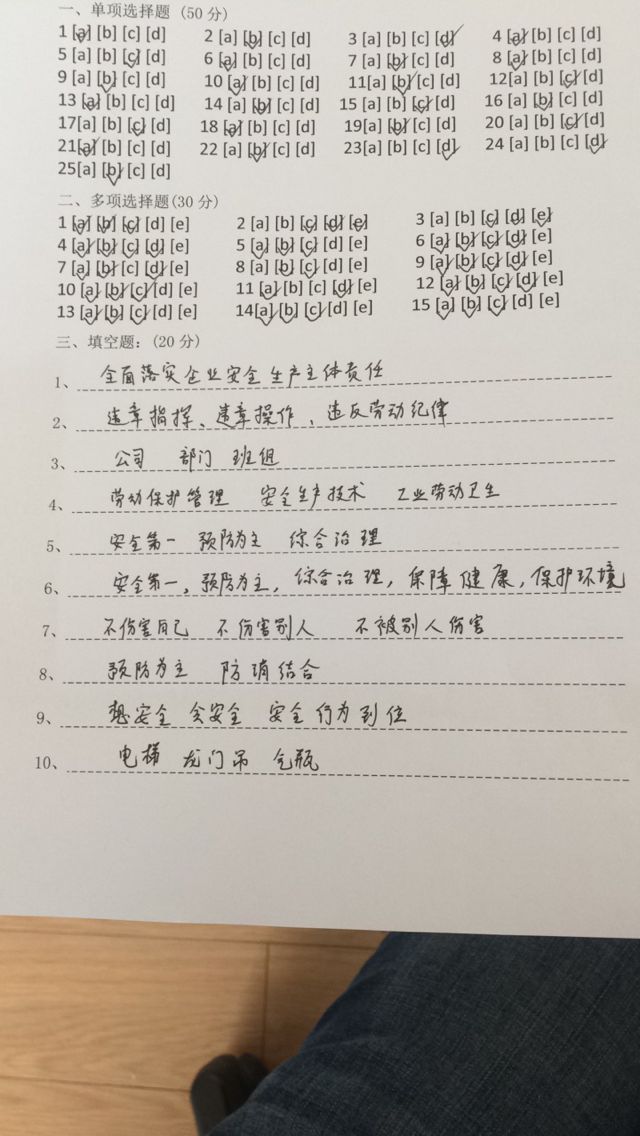 一、单项选择题 (50 分)
1 [a] [b] [c] [d] 2 [a] [b] [c] [d] 3 [a] [b] [c] [d] 4 [a] [b] [c] [d]
5 [a] [b] [c] [d] 6 [a] [b] [c] [d] 7 [a] [b] [c] [d] 8 [a] [b] [c] [d]
9 [a] [b] [c] [d] 10 [a] [b] [c] [d] 11[a] [b] [c] [d] 12[a] [b] [c] [d]
13 [a] [b] [c] [d] 14 [a] [b] [c] [d] 15 [a] [b] [c] [d] 16 [a] [b] [c] [d]
17[a] [b] [c] [d] 18 [a] [b] [c] [d] 19[a] [b] [c] [d] 20 [a] [b] [c] [d]
21[a] [b] [c] [d] 22 [a] [b] [c] [d] 23[a] [b] [c] [d] 24 [a] [b] [c] [d]
25[a] [b] [c] [d]
二、多项选择题(30 分)
1 [a] [b] [c] [d] [e] 2 [a] [b] [c] [d] [e] 3 [a] [b] [c] [d] [e]
4 [a] [b] [c] [d] [e] 5 [a] [b] [c] [d] [e] 6 [a] [b] [c] [d] [e]
7 [a] [b] [c] [d] [e] 8 [a] [b] [c] [d] [e] 9 [a] [b] [c] [d] [e]
10 [a] [b] [c] [d] [e] 11 [a] [b] [c] [d] [e] 12 [a] [b] [c] [d] [e]
13 [a] [b] [c] [d] [e] 14[a] [b] [c] [d] [e] 15 [a] [b] [c] [d] [e]
三、填空题：(20 分)
1、全面落实企业安全生产主体责任
2、违章指挥、违章操作、违反劳动纪律
3、公司 部门 班组
4、劳动保护管理 安全生产技术 工业劳动卫生
5、安全第一 预防为主 综合治理
6、安全第一，预防为主，综合治理，保障健康，保护环境
7、不伤害自己 不伤害别人 不被别人伤害
8、预防为主 防消结合
9、想安全 会安全 安全行为到位
10、电梯 龙门吊 气瓶